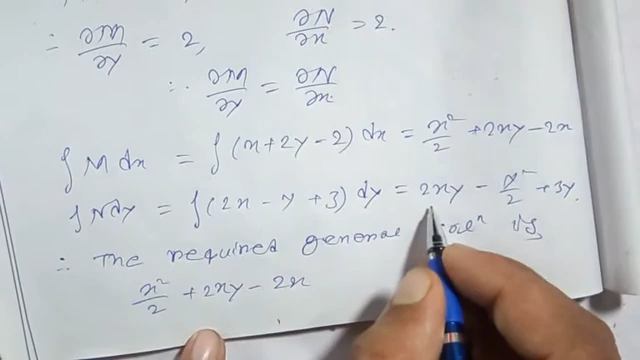 ∴ ∂M/∂y = 2, ∂N/∂x = 2.
∴ ∂M/∂y = ∂N/∂x.
∫ M dx = ∫ (x + 2y - 2) dx = x²/2 + 2xy - 2x
∫ N dy = ∫ (2x - y + 3) dy = 2xy - y²/2 + 3y.
∴ The required general is
x²/2 + 2xy - 2x